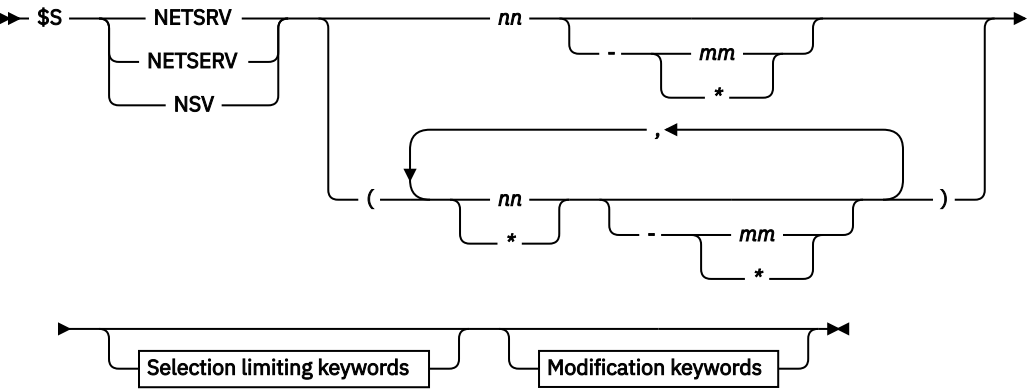 $S NETSRV nn
- mm
NETSERV
*
NSV
,
( nn )
* - mm
*
Selection limiting keywords Modification keywords